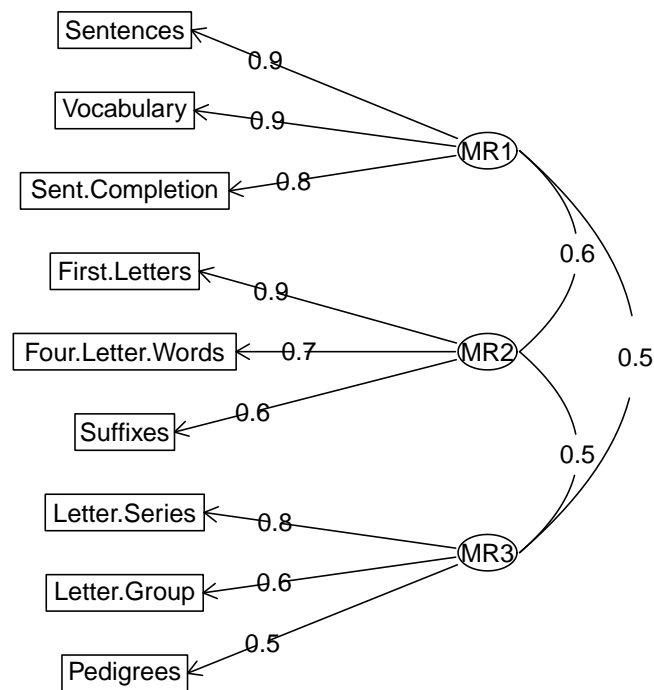 Sentences
0.9
Vocabulary
0.9
MR1
Sent.Completion
0.8
0.6
First.Letters
0.9
Four.Letter.Words
0.7
MR2
0.5
Suffixes
0.6
0.5
Letter.Series
0.8
MR3
Letter.Group
0.6
Pedigrees
0.5